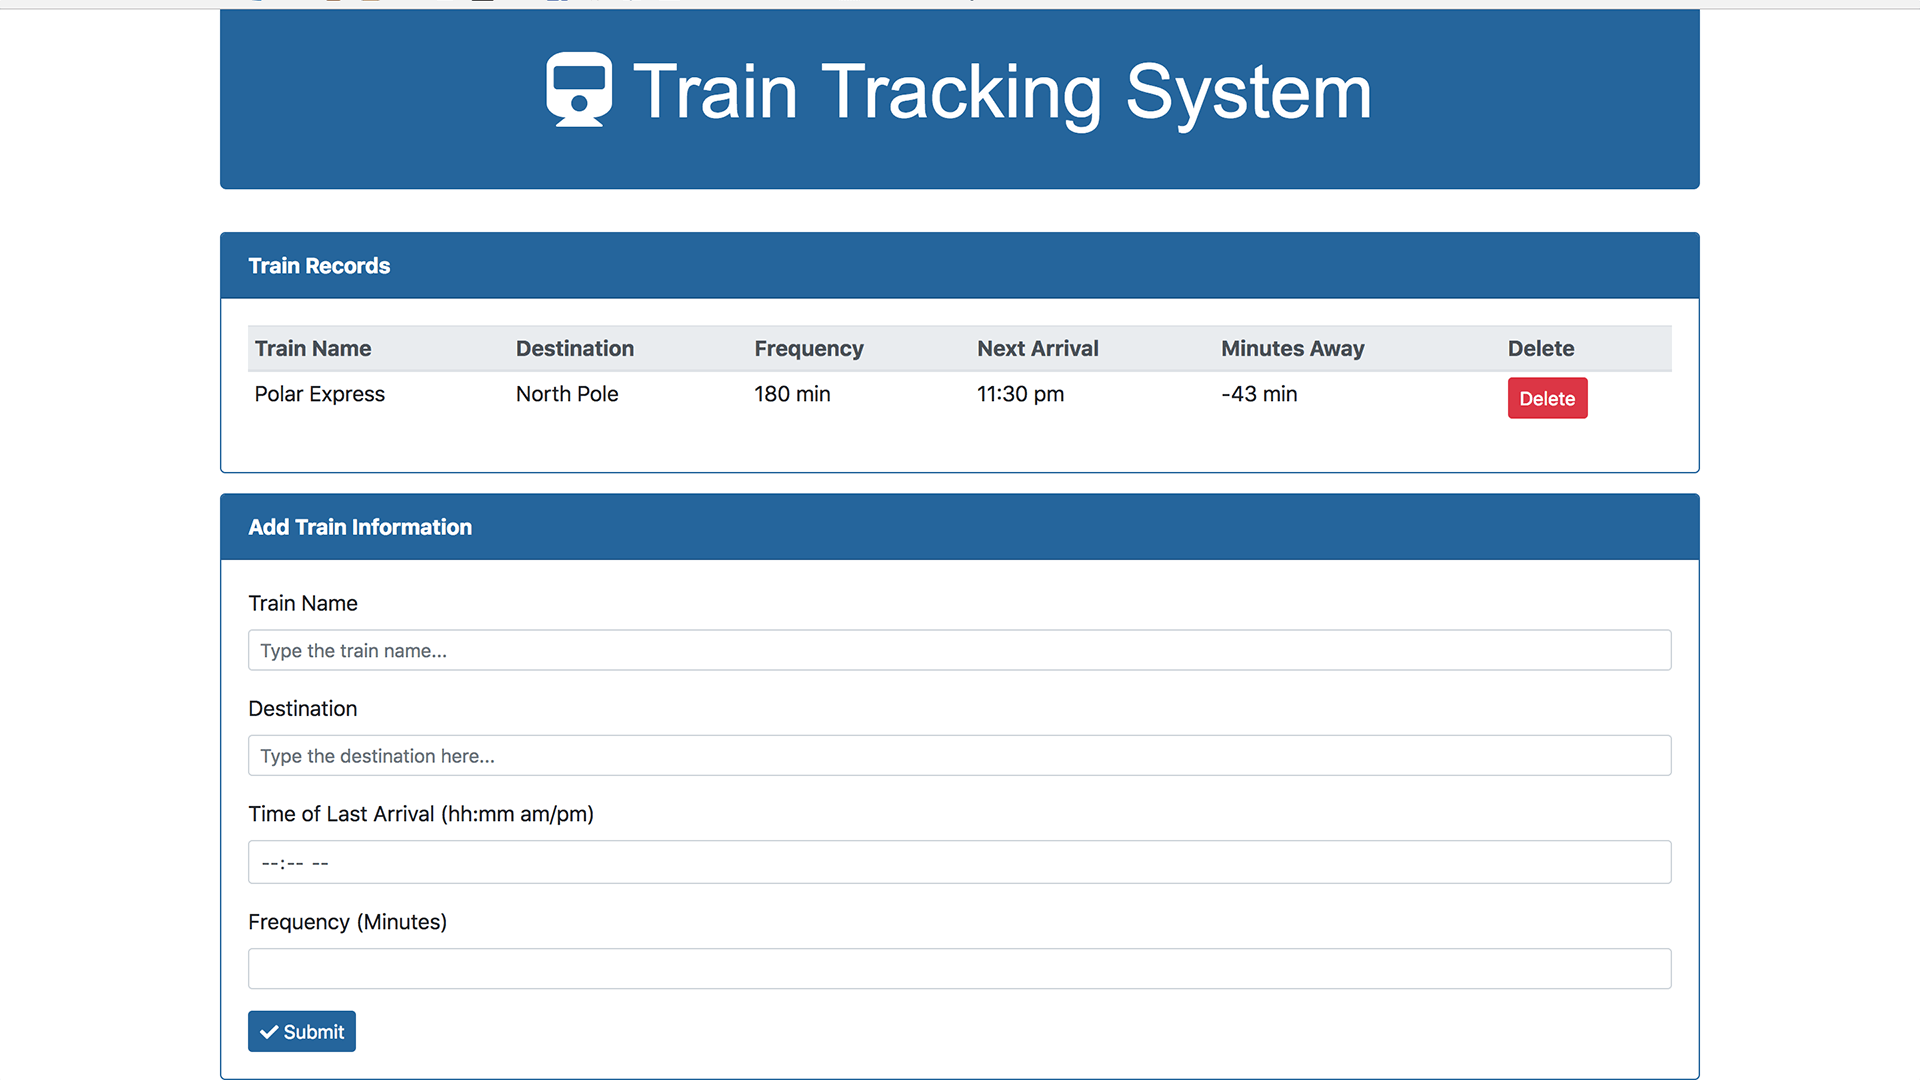 Train Tracking System
Train Records
Train Name Destination Frequency Next Arrival Minutes Away Delete
Polar Express North Pole 180 min 11:30 pm -43 min Delete
Add Train Information
Train Name
Type the train name...
Destination
Type the destination here...
Time of Last Arrival (hh:mm am/pm)
--:-- --
Frequency (Minutes)
Submit